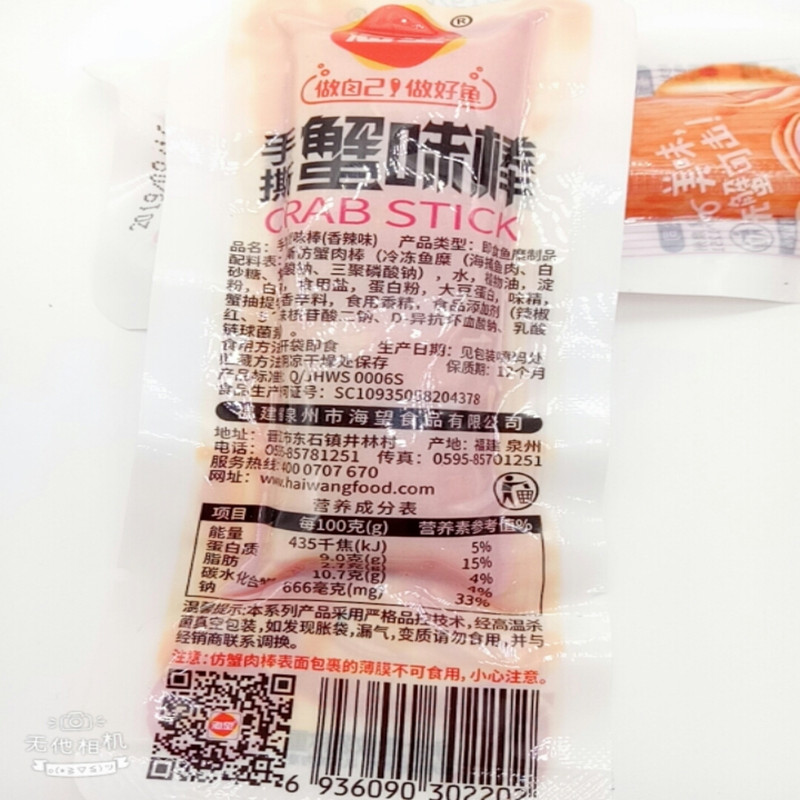 ®
做自己 做好鱼
手撕 蟹味棒
CRAB STICK
品名: 手 味棒(香辣味) 产品类型: 即食鱼糜制品
配料表: 仿蟹肉棒 (冷冻鱼糜 (海捕鱼肉、白
砂糖、 酸钠、三聚磷酸钠) , 水, 植物油, 淀
粉, 白 , 食用盐, 蛋白粉, 大豆蛋白, 味精,
蟹抽提 香辛料, 食用香精, 食品添加剂 (辣椒
红、5' 核苷酸二钠、D-异抗坏血酸钠、乳酸
链球菌 。
食用方法 开袋即食 生产日期: 见包装 码处
贮藏方法 阴凉干燥处保存 保质期: 12个月
产品标准: Q/JHWS 0006S
食品生产 可证号: SC10935058204378
福建 泉州市海望食品有限公司
地址: 晋江市东石镇井林村 产地: 福建 泉州
电话: 0595-85781251 传真: 0595-85701251
服务热线: 400 0707 670
网址: www.haiwangfood.com
营养成分表
项目 每100克(g) 营养素参考值%
能量 435千焦(kJ) 5%
蛋白质 9.0克(g) 15%
脂肪 2.7克(g) 4%
碳水化合物 10.7克(g) 4%
钠 666毫克(mg) 33%
温馨提示: 本系列产品采用严格品控技术, 经高温杀
菌真空包装, 如发现胀袋, 漏气, 变质请勿食用, 并与
经销商联系调换。
注意: 仿蟹肉棒表面包裹的薄膜不可食用, 小心注意。
海望
6 936090 302202
2019/09
无他相机